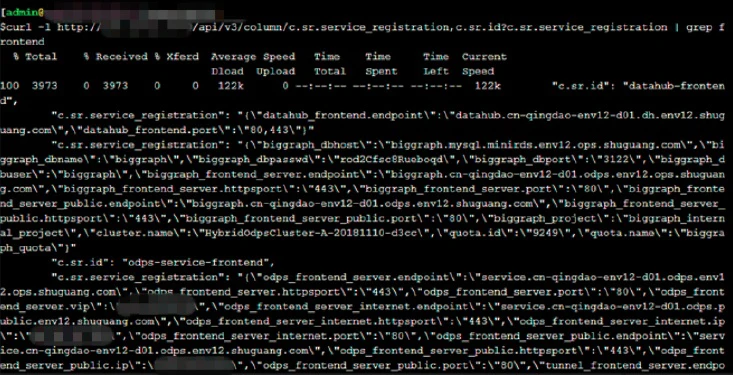 [admin@
$curl -l http:// /api/v3/column/c.sr.service_registration,c.sr.id?c.sr.service_registration | grep f
rontend
% Total % Received % Xferd Average Speed Time Time Time Current
Dload Upload Total Spent Left Speed
100 3973 0 3973 0 0 122k 0 --:--:-- --:--:-- --:--:-- 122k "c.sr.id": "datahub-fronten
d",
"c.sr.service_registration": "{\"datahub_frontend.endpoint\":\"datahub.cn-qingdao-env12-d01.dh.env12.shug
uang.com\",\"datahub_frontend.port\":\"80,443\"}"
"c.sr.service_registration": "{\"biggraph_dbhost\":\"biggraph.mysql.minirds.env12.ops.shuguang.com\",\"bi
ggraph_dbname\":\"biggraph\",\"biggraph_dbpasswd\":\"rod2Cfsc8Rueboqd\",\"biggraph_dbport\":\"3122\",\"biggraph_d
buser\":\"biggraph\",\"biggraph_frontend_server.endpoint\":\"biggraph.cn-qingdao-env12-d01.odps.env12.ops.shuguan
g.com\",\"biggraph_frontend_server.httpsport\":\"443\",\"biggraph_frontend_server.port\":\"80\",\"biggraph_fronte
nd_server_public.endpoint\":\"biggraph.cn-qingdao-env12-d01.odps.env12.ops.shuguang.com\",\"biggraph_frontend_server_
public.httpsport\":\"443\",\"biggraph_frontend_server_public.port\":\"80\",\"biggraph_project\":\"biggraph_intern
al_project\",\"cluster.name\":\"HybridOdpsCluster-A-20181110-d3cc\",\"quota.id\":\"9249\",\"quota.name\":\"biggra
ph_quota\"}"
"c.sr.id": "odps-service-frontend",
"c.sr.service_registration": "{\"odps_frontend_server.endpoint\":\"service.cn-qingdao-env12-d01.odps.env1
2.ops.shuguang.com\",\"odps_frontend_server.httpsport\":\"443\",\"odps_frontend_server.port\":\"80\",\"odps_front
end_server.vip\":\" \",\"odps_frontend_server_internet.endpoint\":\"service.cn-qingdao-env12-d01.odps.p
ublic.env12.shuguang.com\",\"odps_frontend_server_internet.httpsport\":\"443\",\"odps_frontend_server_internet.ip
\":\" \",\"odps_frontend_server_internet.port\":\"80\",\"odps_frontend_server_public.endpoint\":\"serv
ice.cn-qingdao-env12-d01.odps.env12.shuguang.com\",\"odps_frontend_server_public.httpsport\":\"443\",\"odps_front
end_server_public.ip\":\" \",\"odps_frontend_server_public.port\":\"80\",\"tunnel_frontend_server.endpo